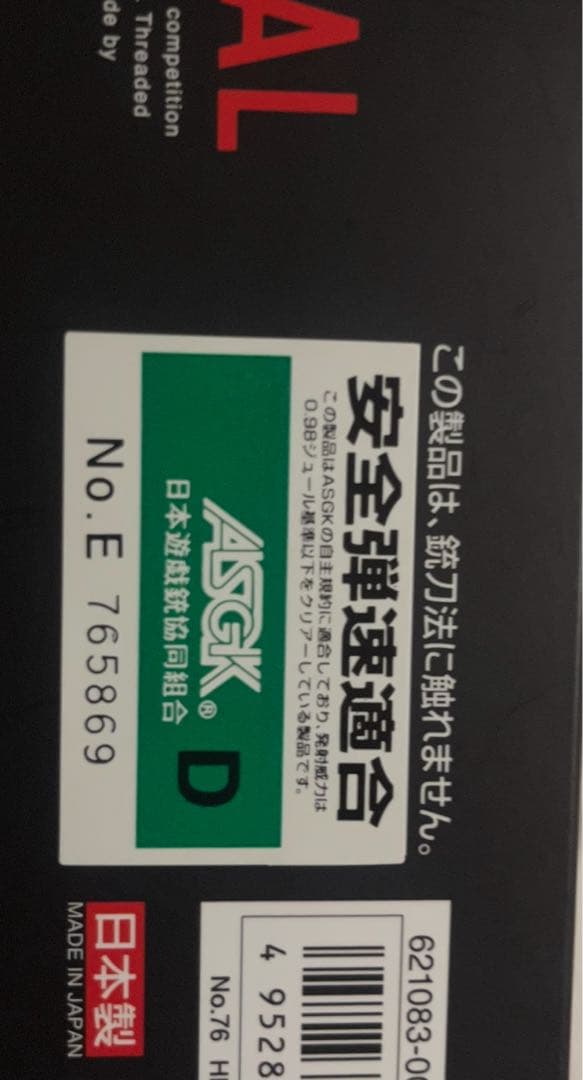 AL
competition
Threaded
de by
この製品は、銃刀法に触れません。
安全弾速適合
この製品はASGKの自主規約に適合しており、発射威力は
0.98ジュール基準以下をクリアーしている製品です。
ASGK® D
日本遊戯銃協同組合
No.E 765869
621083-0
4 9528
No.76 HI
日本製
MADE IN JAPAN